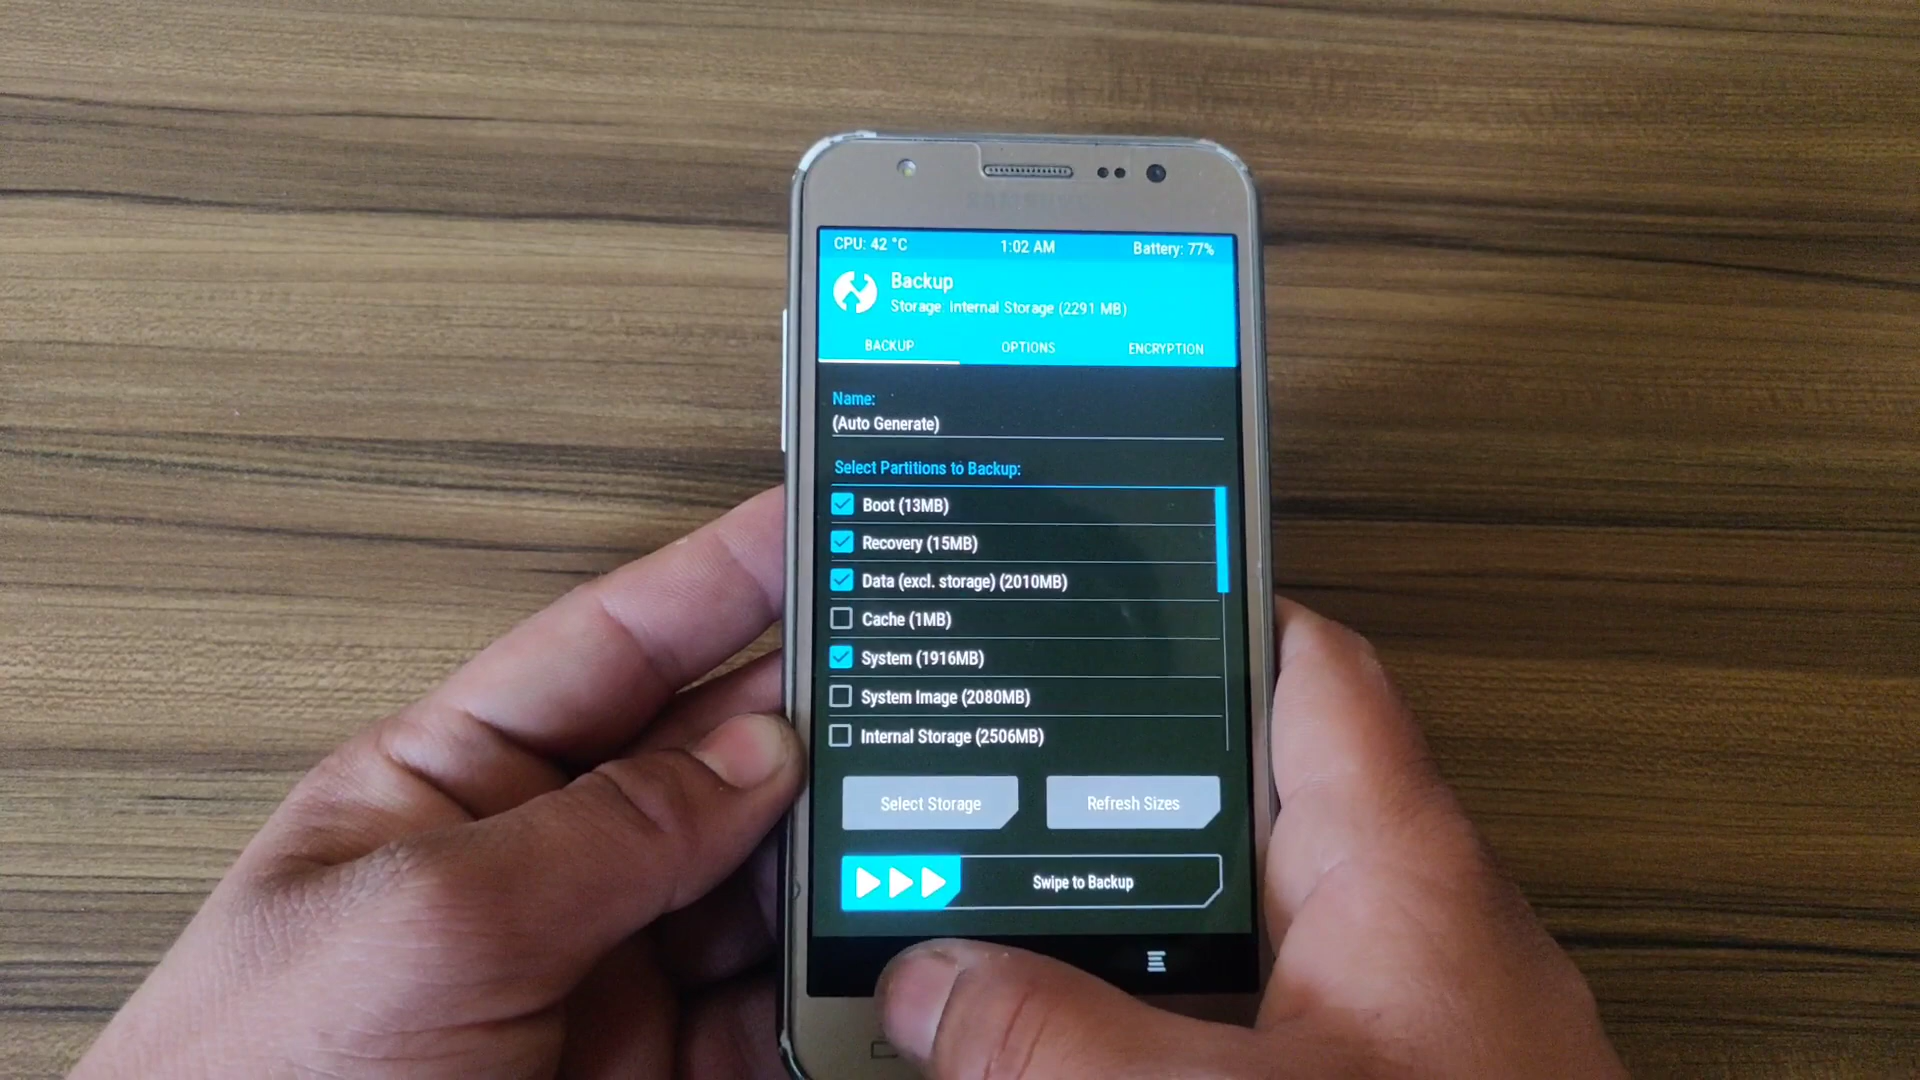 SAMSUNG
CPU: 42 °C 1:02 AM Battery: 77%
Backup
Storage: Internal Storage (2291 MB)
BACKUP OPTIONS ENCRYPTION
Name:
(Auto Generate)
Select Partitions to Backup:
Boot (13MB)
Recovery (15MB)
Data (excl. storage) (2010MB)
Cache (1MB)
System (1916MB)
System Image (2080MB)
Internal Storage (2506MB)
Select Storage Refresh Sizes
Swipe to Backup